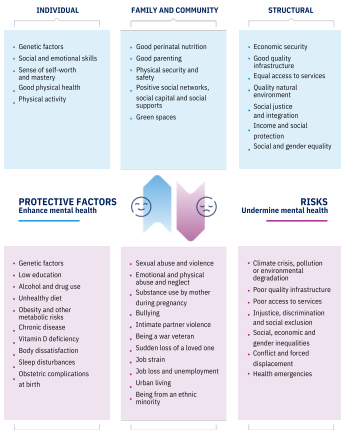 INDIVIDUAL
Genetic factors
Social and emotional skills
Sense of self-worth
and mastery
Good physical health
Physical activity
FAMILY AND COMMUNITY
Good perinatal nutrition
Good parenting
Physical security and
safety
Positive social networks,
social capital and social
supports
Green spaces
STRUCTURAL
Economic security
Good quality
infrastructure
Equal access to services
Quality natural
environment
Social justice
and integration
Income and social
protection
Social and gender equality
PROTECTIVE FACTORS
Enhance mental health
RISKS
Undermine mental health
Genetic factors
Low education
Alcohol and drug use
Unhealthy diet
Obesity and other
metabolic risks
Chronic disease
Vitamin D deficiency
Body dissatisfaction
Sleep disturbances
Obstetric complications
at birth
Sexual abuse and violence
Emotional and physical
abuse and neglect
Substance use by mother
during pregnancy
Bullying
Intimate partner violence
Being a war veteran
Sudden loss of a loved one
Job strain
Job loss and unemployment
Urban living
Being from an ethnic
minority
Climate crisis, pollution
or environmental
degradation
Poor quality infrastructure
Poor access to services
Injustice, discrimination
and social exclusion
Social, economic and
gender inequalities
Conflict and forced
displacement
Health emergencies